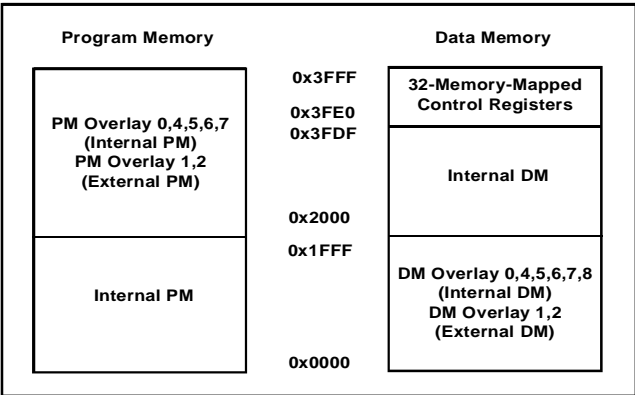 Program Memory
Data Memory
PM Overlay 0,4,5,6,7
(Internal PM)
PM Overlay 1,2
(External PM)
Internal PM
0x3FFF
0x3FE0
0x3FDF
0x2000
0x1FFF
0x0000
32-Memory-Mapped
Control Registers
Internal DM
DM Overlay 0,4,5,6,7,8
(Internal DM)
DM Overlay 1,2
(External DM)